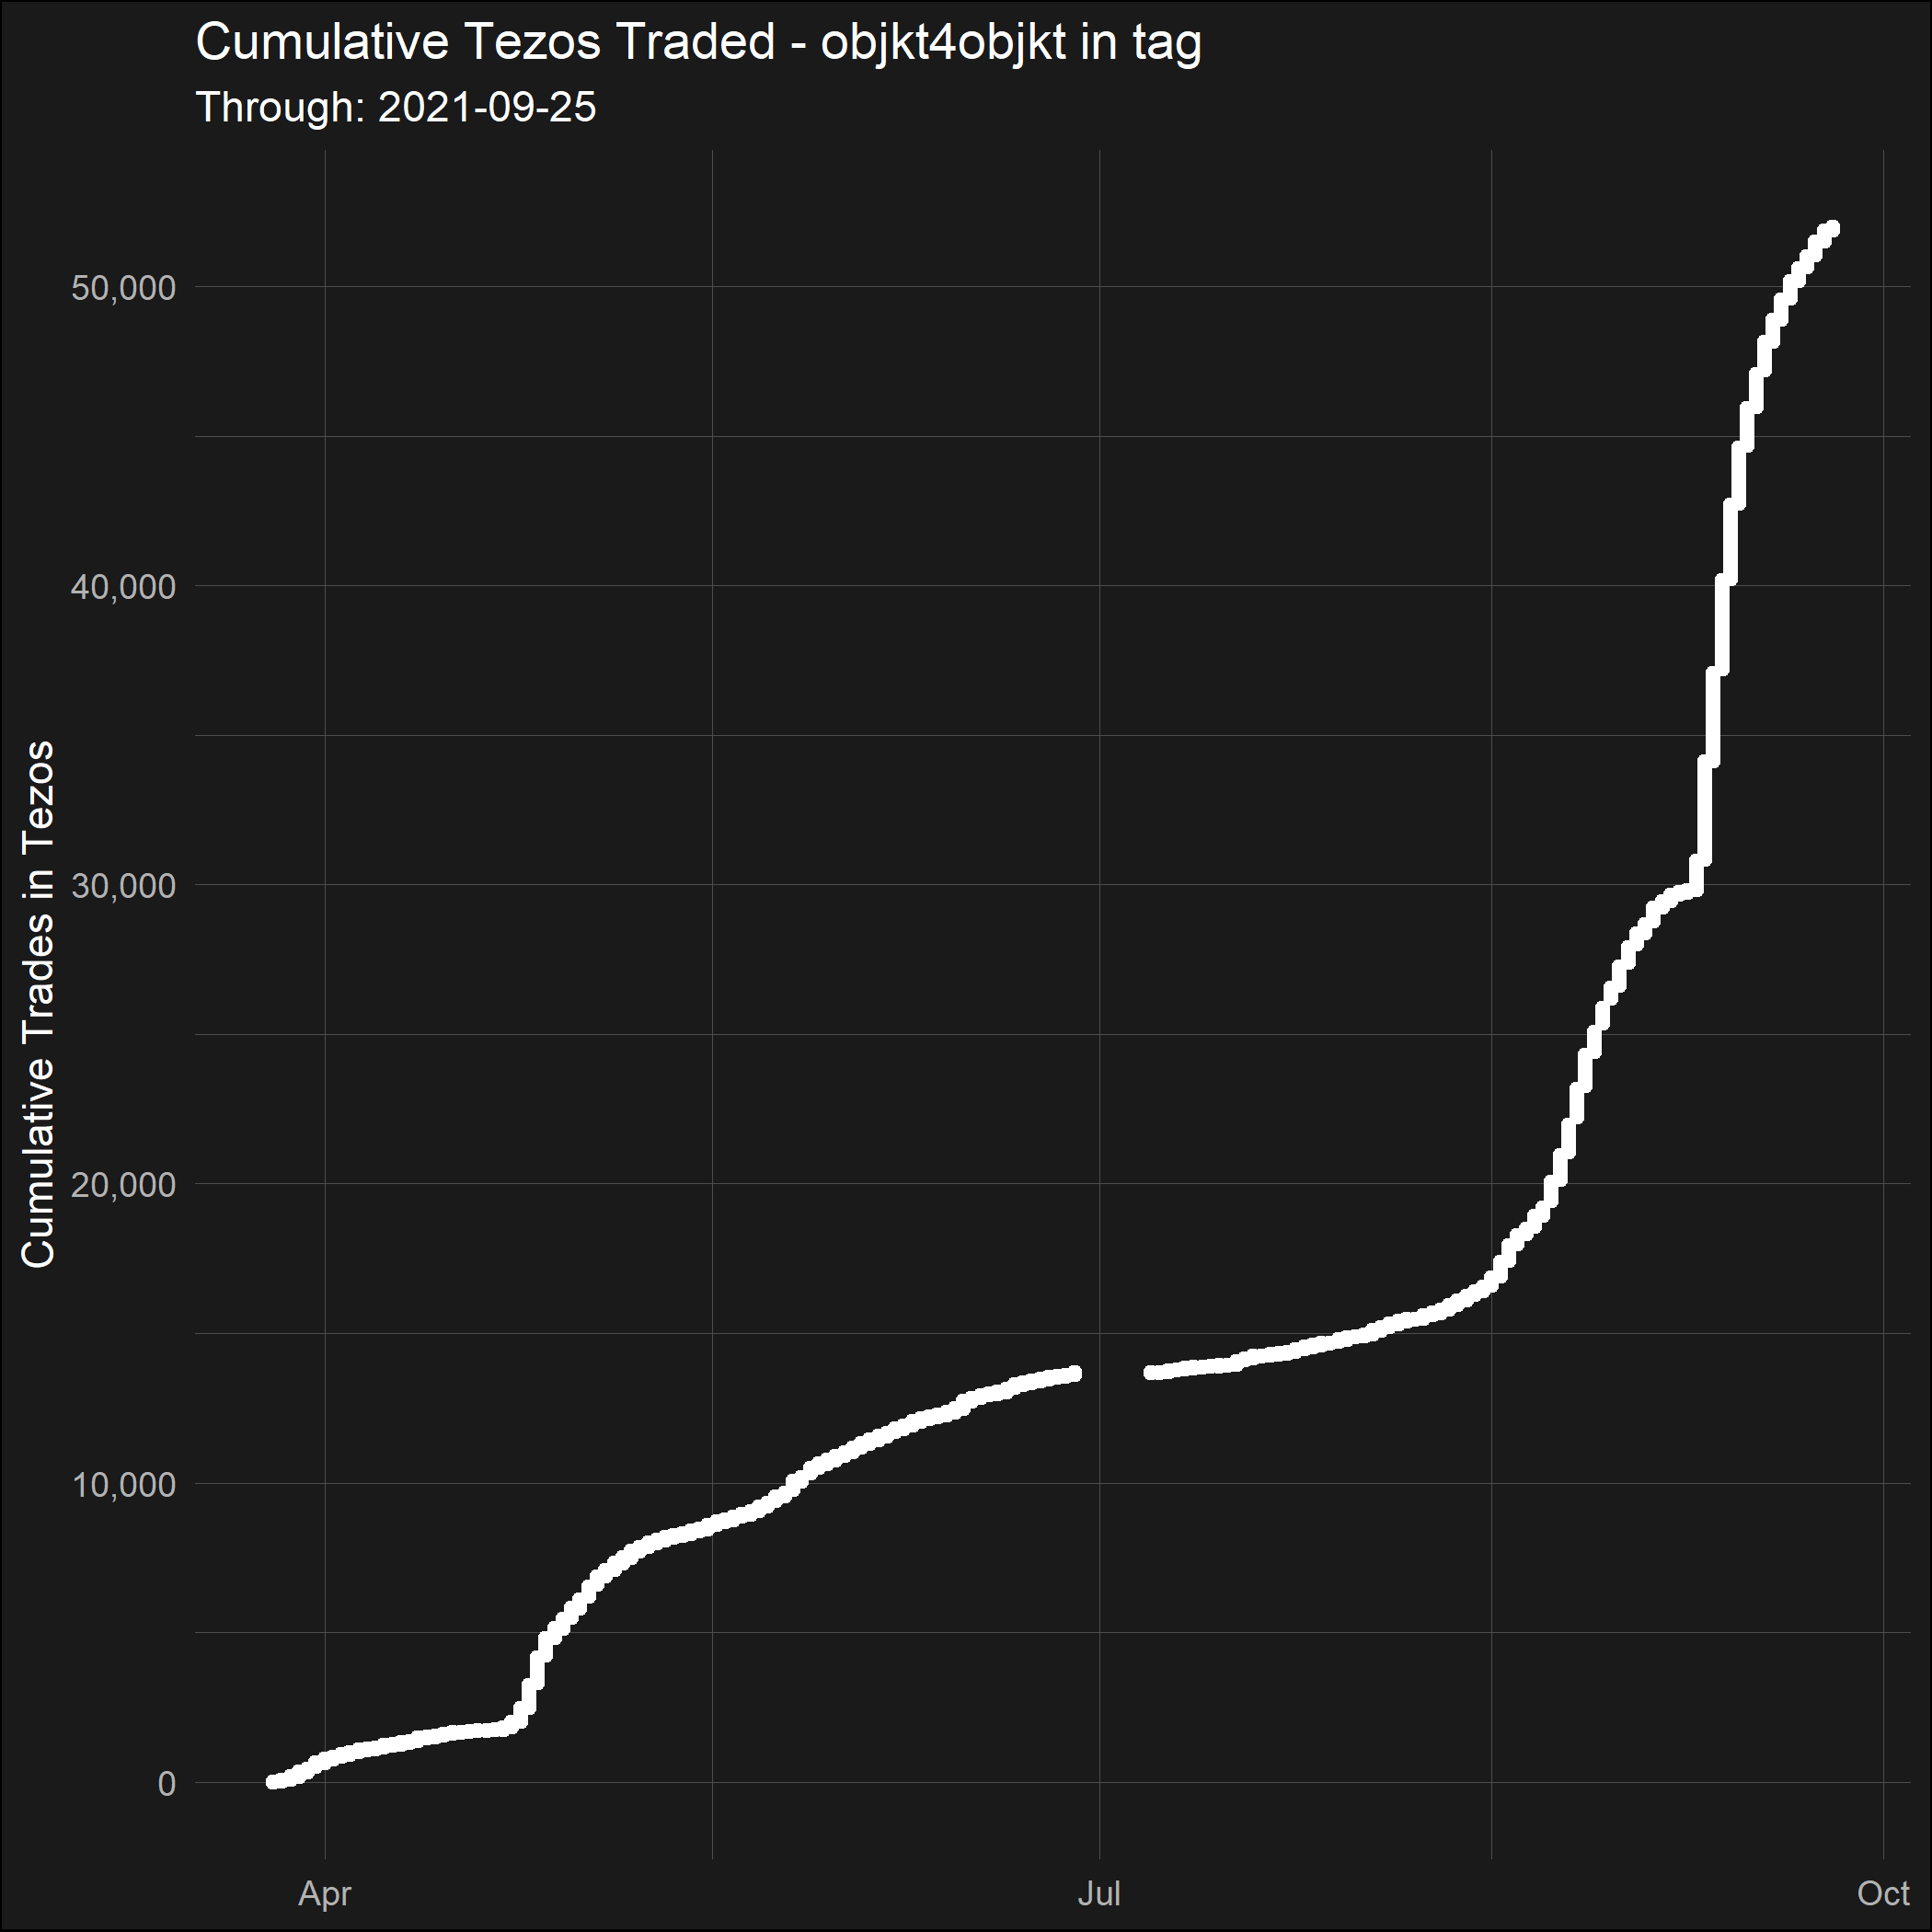 Cumulative Tezos Traded - objkt4objkt in tag
Through: 2021-09-25
Cumulative Trades in Tezos
50,000
40,000
30,000
20,000
10,000
0
Apr
Jul
Oct